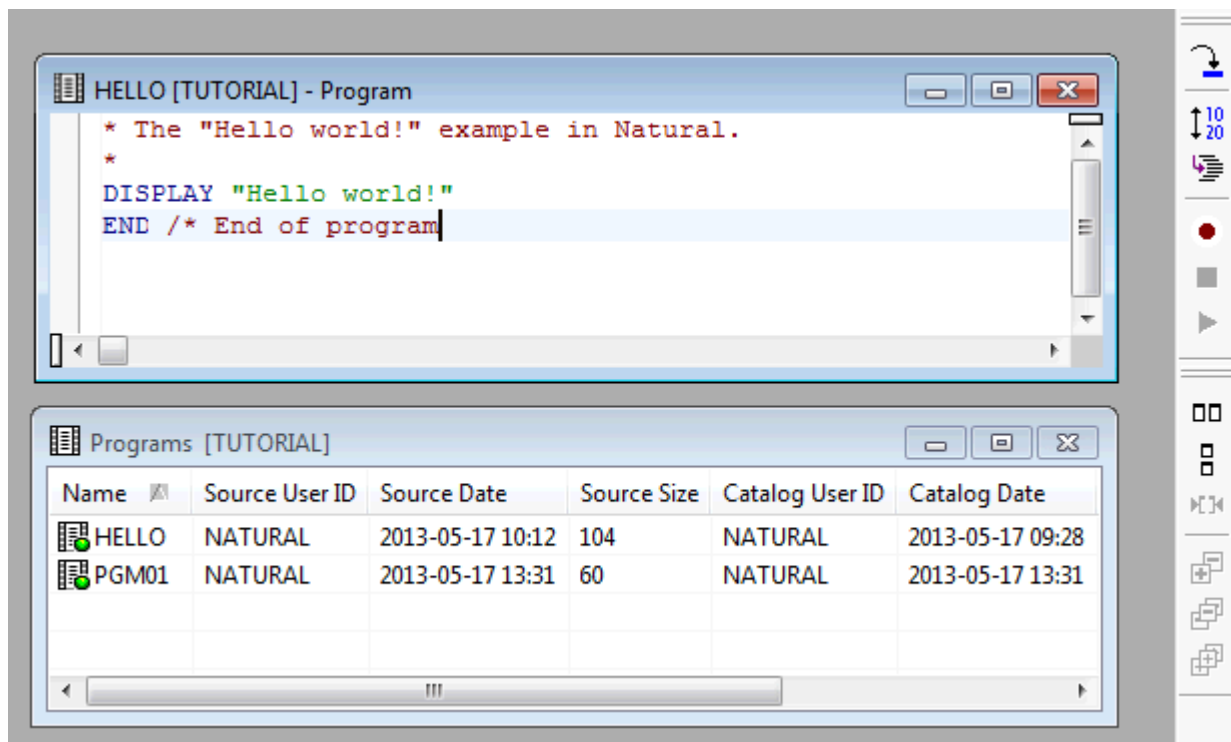 HELLO [TUTORIAL] - Program
* The "Hello world!" example in Natural.
*
DISPLAY "Hello world!"
END /* End of program
10
20
Programs [TUTORIAL]
Name Source User ID Source Date Source Size Catalog User ID Catalog Date
HELLO NATURAL 2013-05-17 10:12 104 NATURAL 2013-05-17 09:28
PGM01 NATURAL 2013-05-17 13:31 60 NATURAL 2013-05-17 13:31